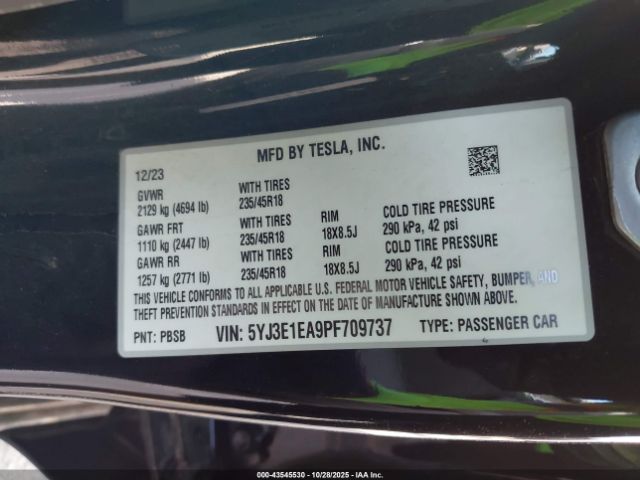 MFD BY TESLA, INC.
12/23
GVWR WITH TIRES
2129 kg (4694 lb) 235/45R18
GAWR FRT WITH TIRES RIM COLD TIRE PRESSURE
1110 kg (2447 lb) 235/45R18 18X8.5J 290 kPa, 42 psi
GAWR RR WITH TIRES RIM COLD TIRE PRESSURE
1257 kg (2771 lb) 235/45R18 18X8.5J 290 kPa, 42 psi
THIS VEHICLE CONFORMS TO ALL APPLICABLE U.S. FEDERAL MOTOR VEHICLE SAFETY, BUMPER, AND
THEFT PREVENTION STANDARDS IN EFFECT ON THE DATE OF MANUFACTURE SHOWN ABOVE.
PNT: PBSB VIN: 5YJ3E1EA9PF709737 TYPE: PASSENGER CAR
000-43545530 | 10/28/2025 | IAA Inc.